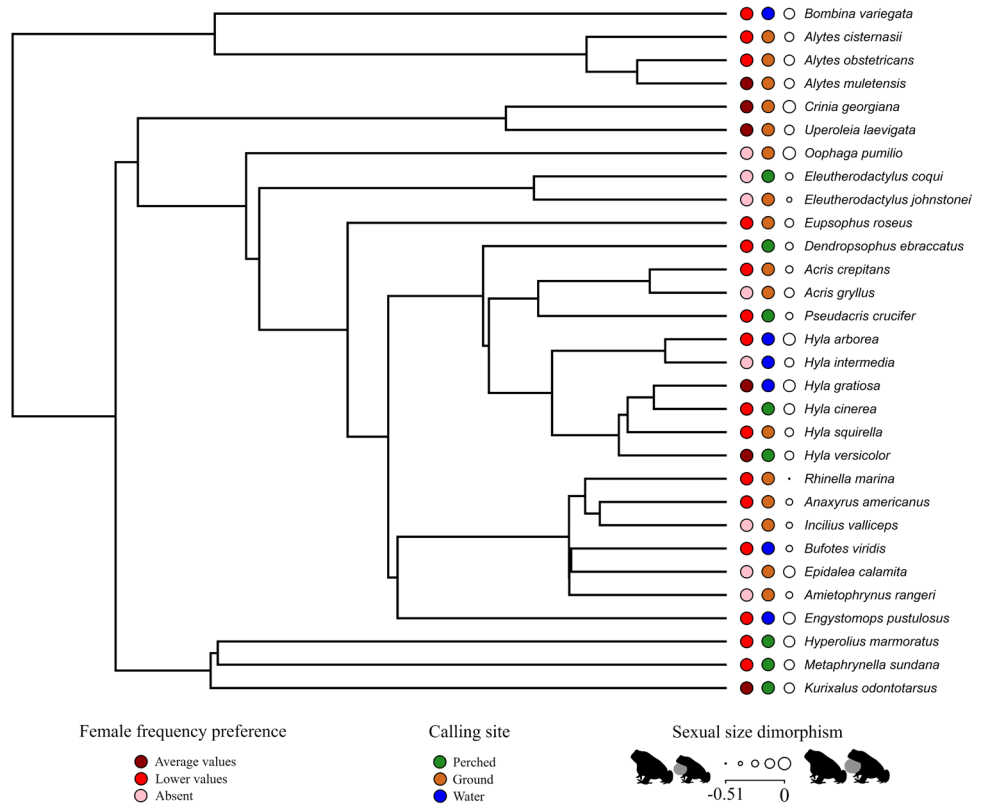 Bombina variegata
Alytes cisternasii
Alytes obstetricans
Alytes muletensis
Crinia georgiana
Uperoleia laevigata
Oophaga pumilio
Eleutherodactylus coqui
Eleutherodactylus johnstonei
Eupsophus roseus
Dendropsophus ebraccatus
Acris crepitans
Acris gryllus
Pseudacris crucifer
Hyla arborea
Hyla intermedia
Hyla gratiosa
Hyla cinerea
Hyla squirella
Hyla versicolor
Rhinella marina
Anaxyrus americanus
Incilius valliceps
Bufotes viridis
Epidalea calamita
Amietophrynus rangeri
Engystomops pustulosus
Hyperolius marmoratus
Metaphrynella sundana
Kurixalus odontotarsus
Female frequency preference
Average values
Lower values
Absent
Calling site
Perched
Ground
Water
Sexual size dimorphism
-0.51 0